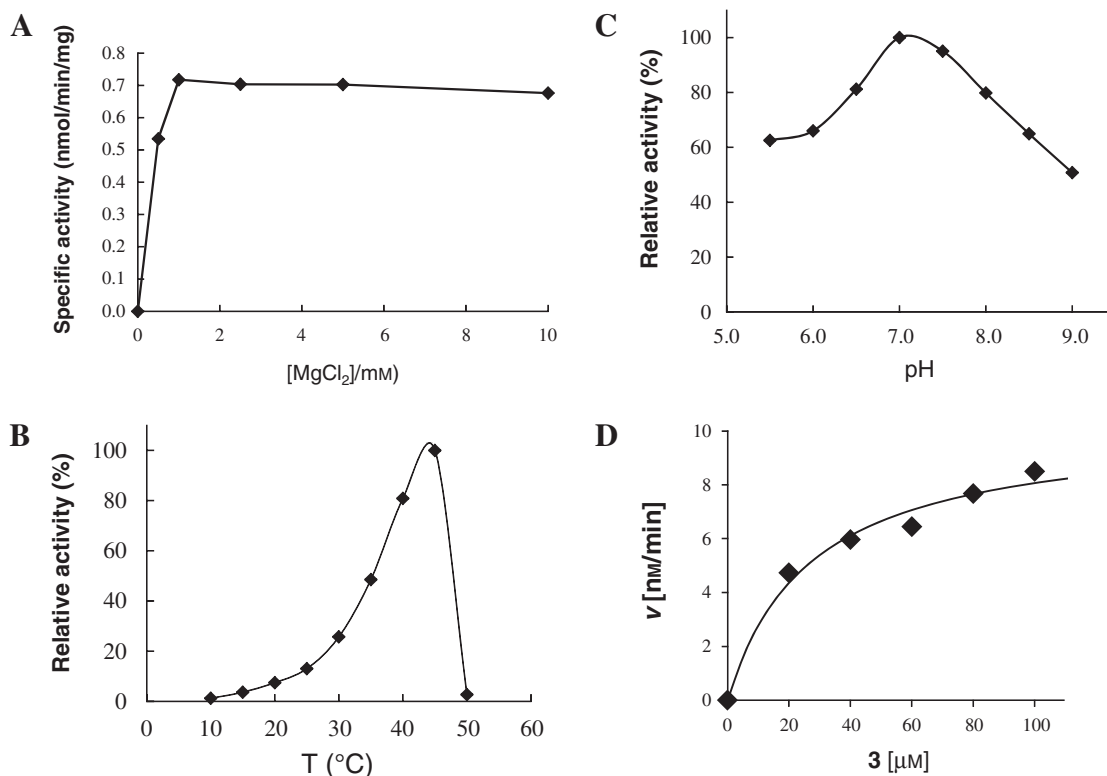 A
Specific activity (nmol/min/mg)
0.8
0.7
0.6
0.5
0.4
0.3
0.2
0.1
0.0
0 2 4 6 8 10
[MgCl₂]/mM)
B
Relative activity (%)
100
80
60
40
20
0
0 10 20 30 40 50 60
T (°C)
C
Relative activity (%)
100
80
60
40
20
0
5.0 6.0 7.0 8.0 9.0
pH
D
v [nM/min]
10
8
6
4
2
0
0 20 40 60 80 100
3 [μM]